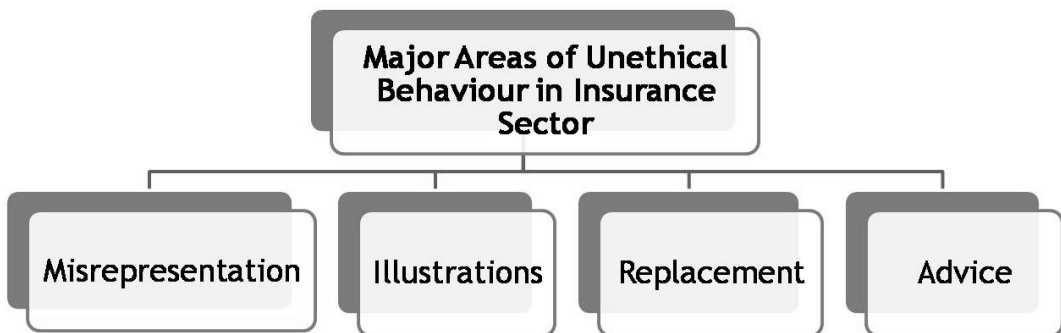 Major Areas of Unethical
Behaviour in Insurance
Sector
Misrepresentation
Illustrations
Replacement
Advice